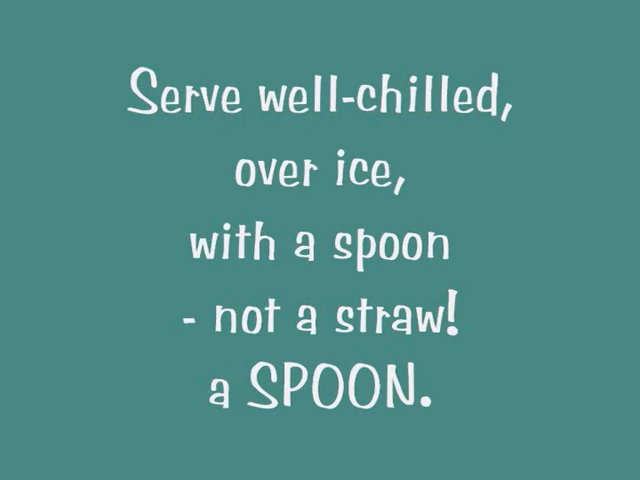 Serve well-chilled,
over ice,
with a spoon
- not a straw!
a SPOON.